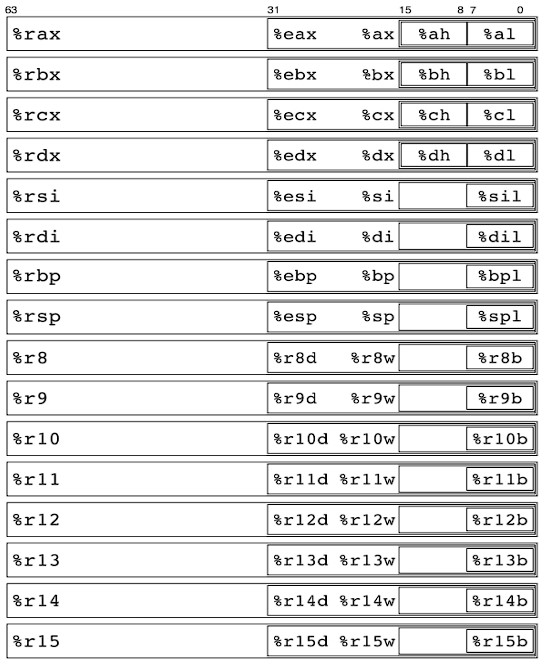 63 31 15 8 7 0
%rax %eax %ax %ah %al
%rbx %ebx %bx %bh %bl
%rcx %ecx %cx %ch %cl
%rdx %edx %dx %dh %dl
%rsi %esi %si %sil
%rdi %edi %di %dil
%rbp %ebp %bp %bpl
%rsp %esp %sp %spl
%r8 %r8d %r8w %r8b
%r9 %r9d %r9w %r9b
%r10 %r10d %r10w %r10b
%r11 %r11d %r11w %r11b
%r12 %r12d %r12w %r12b
%r13 %r13d %r13w %r13b
%r14 %r14d %r14w %r14b
%r15 %r15d %r15w %r15b